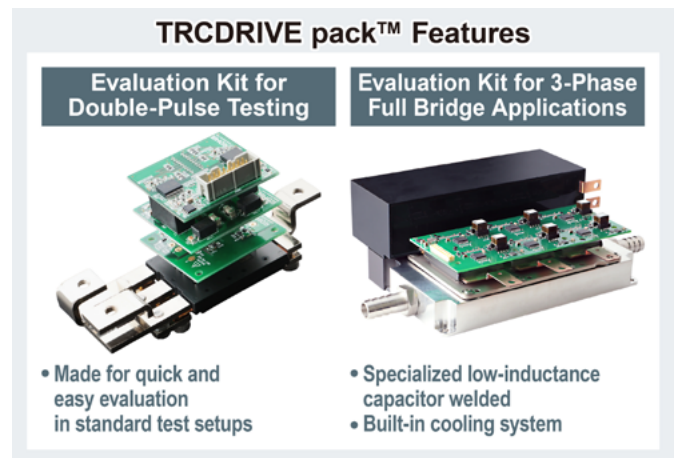 TRCDRIVE pack™ Features
Evaluation Kit for
Double-Pulse Testing
Evaluation Kit for 3-Phase
Full Bridge Applications
• Made for quick and
easy evaluation
in standard test setups
• Specialized low-inductance
capacitor welded
• Built-in cooling system